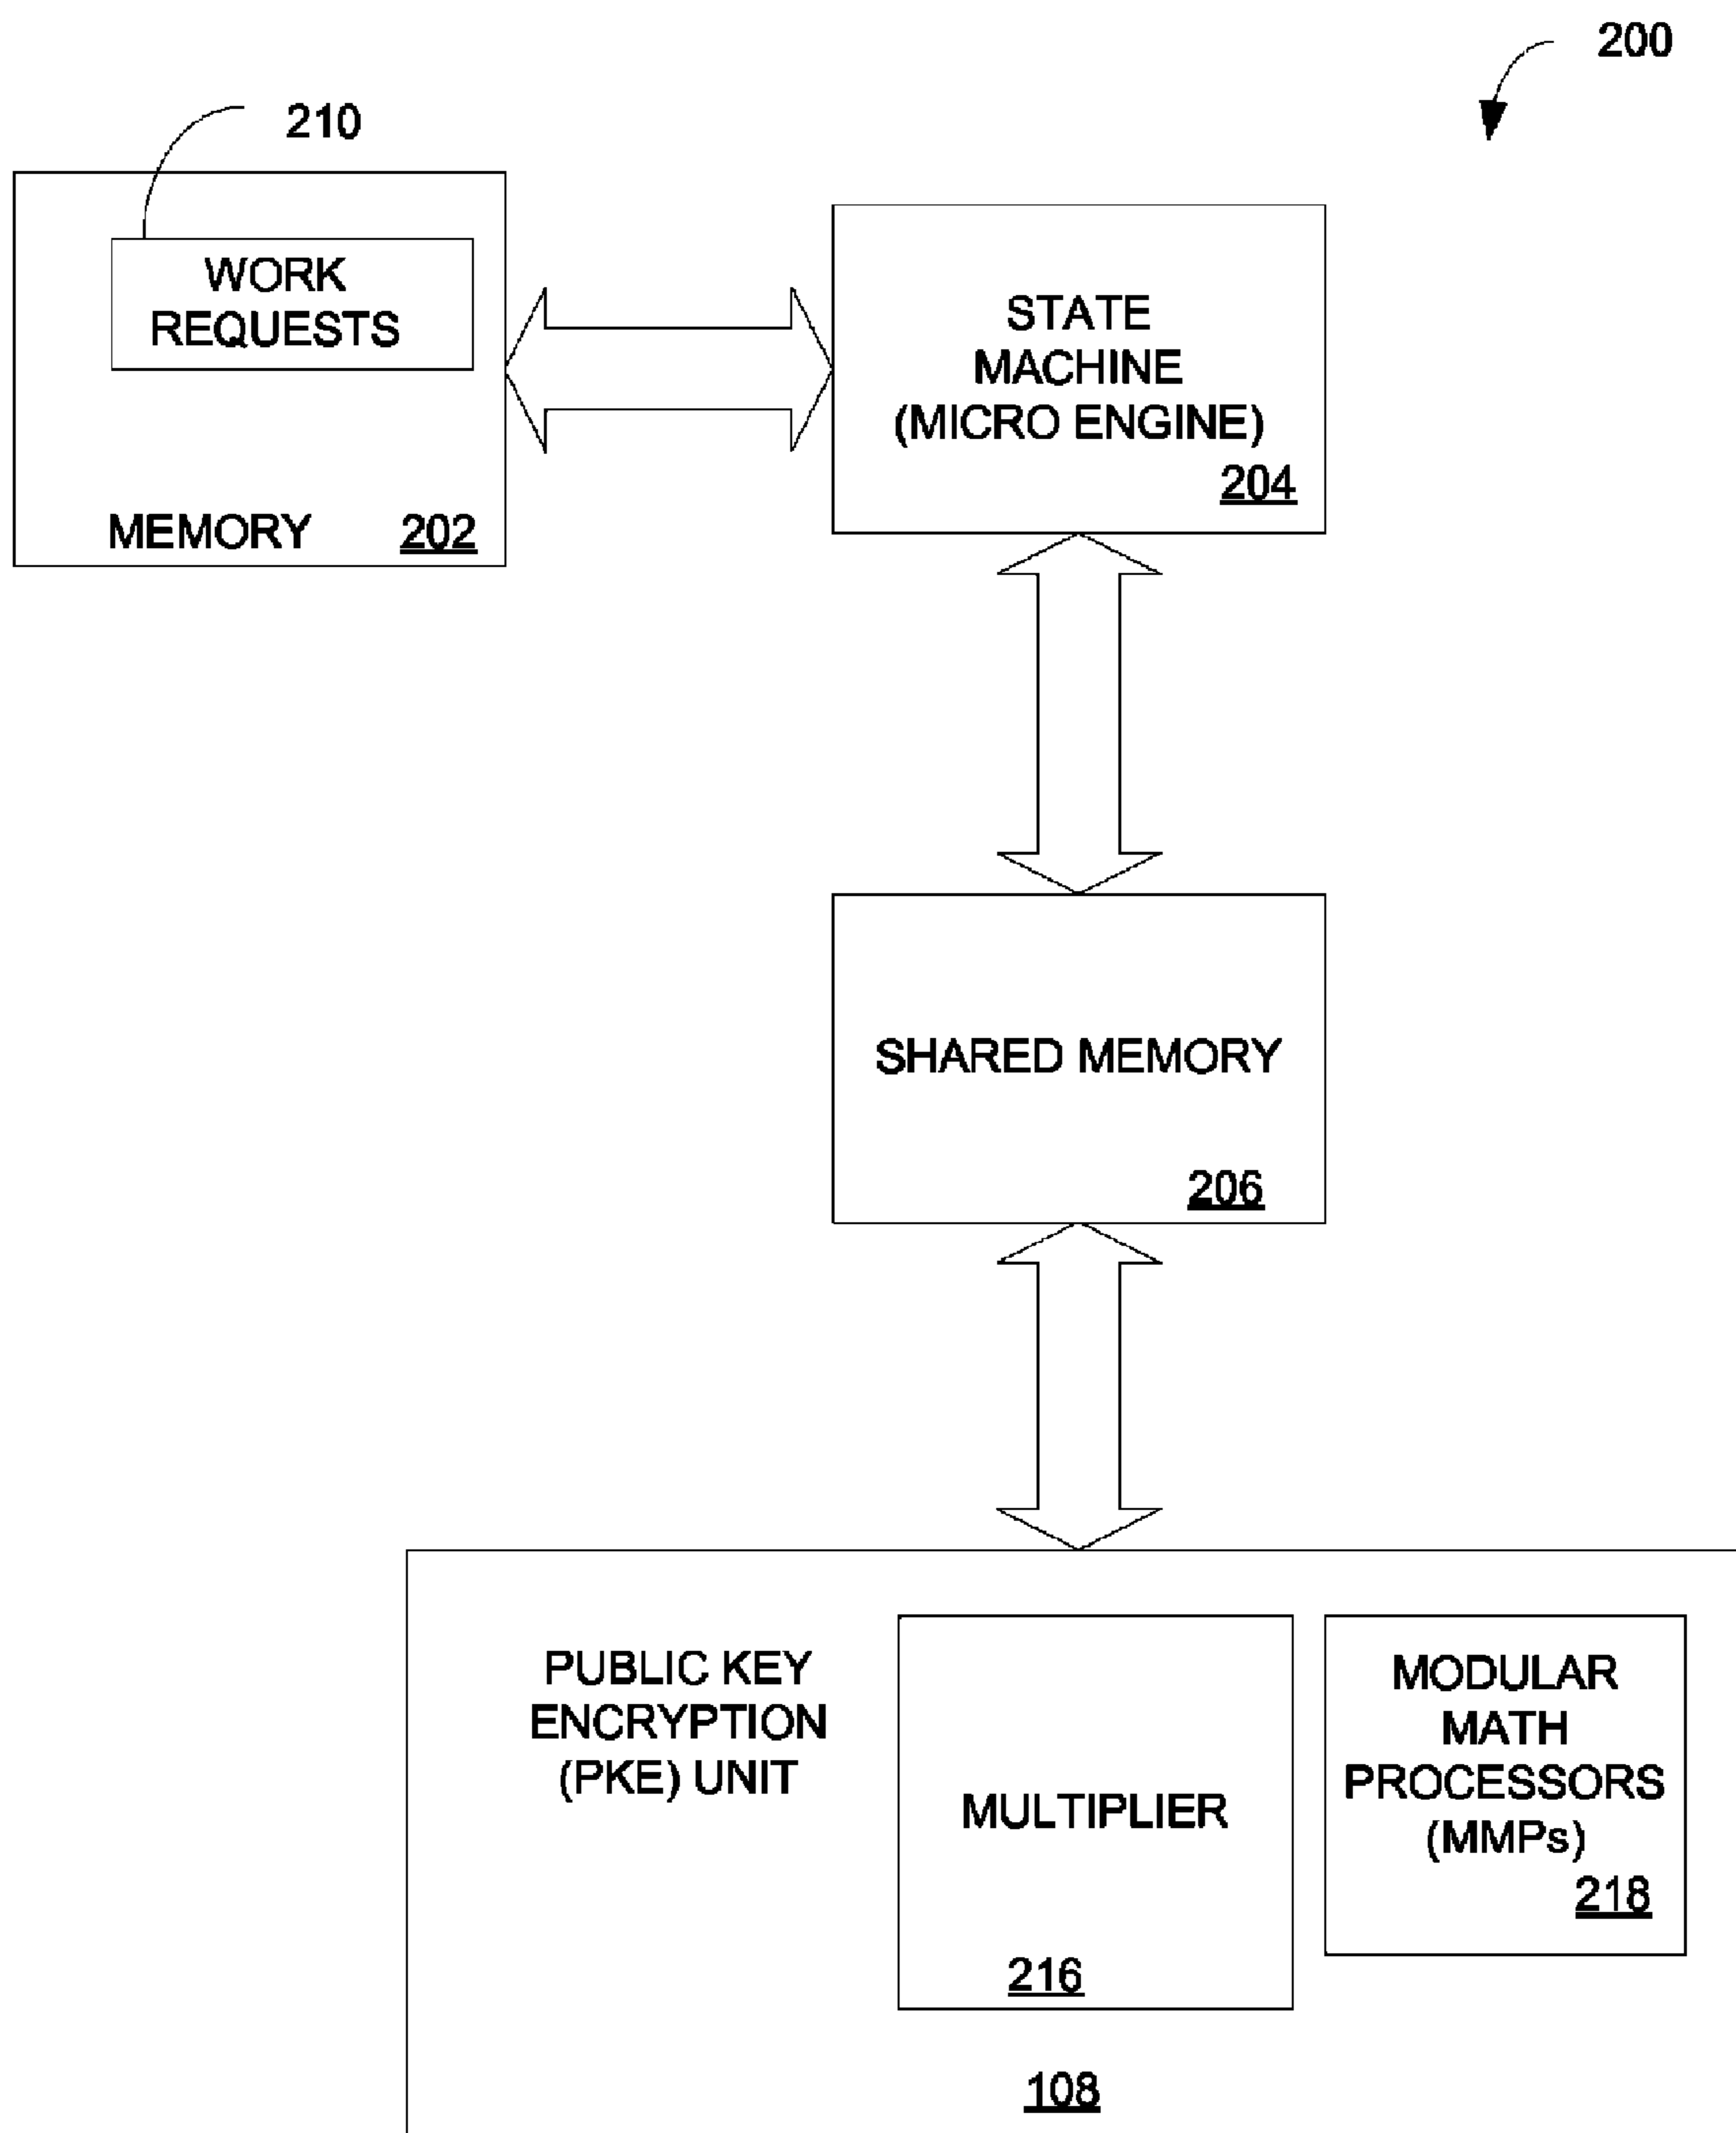 200
210
WORK
REQUESTS
MEMORY 202
STATE
MACHINE
(MICRO ENGINE)
204
SHARED MEMORY
206
PUBLIC KEY
ENCRYPTION
(PKE) UNIT
MULTIPLIER
216
MODULAR
MATH
PROCESSORS
(MMPs)
218
108